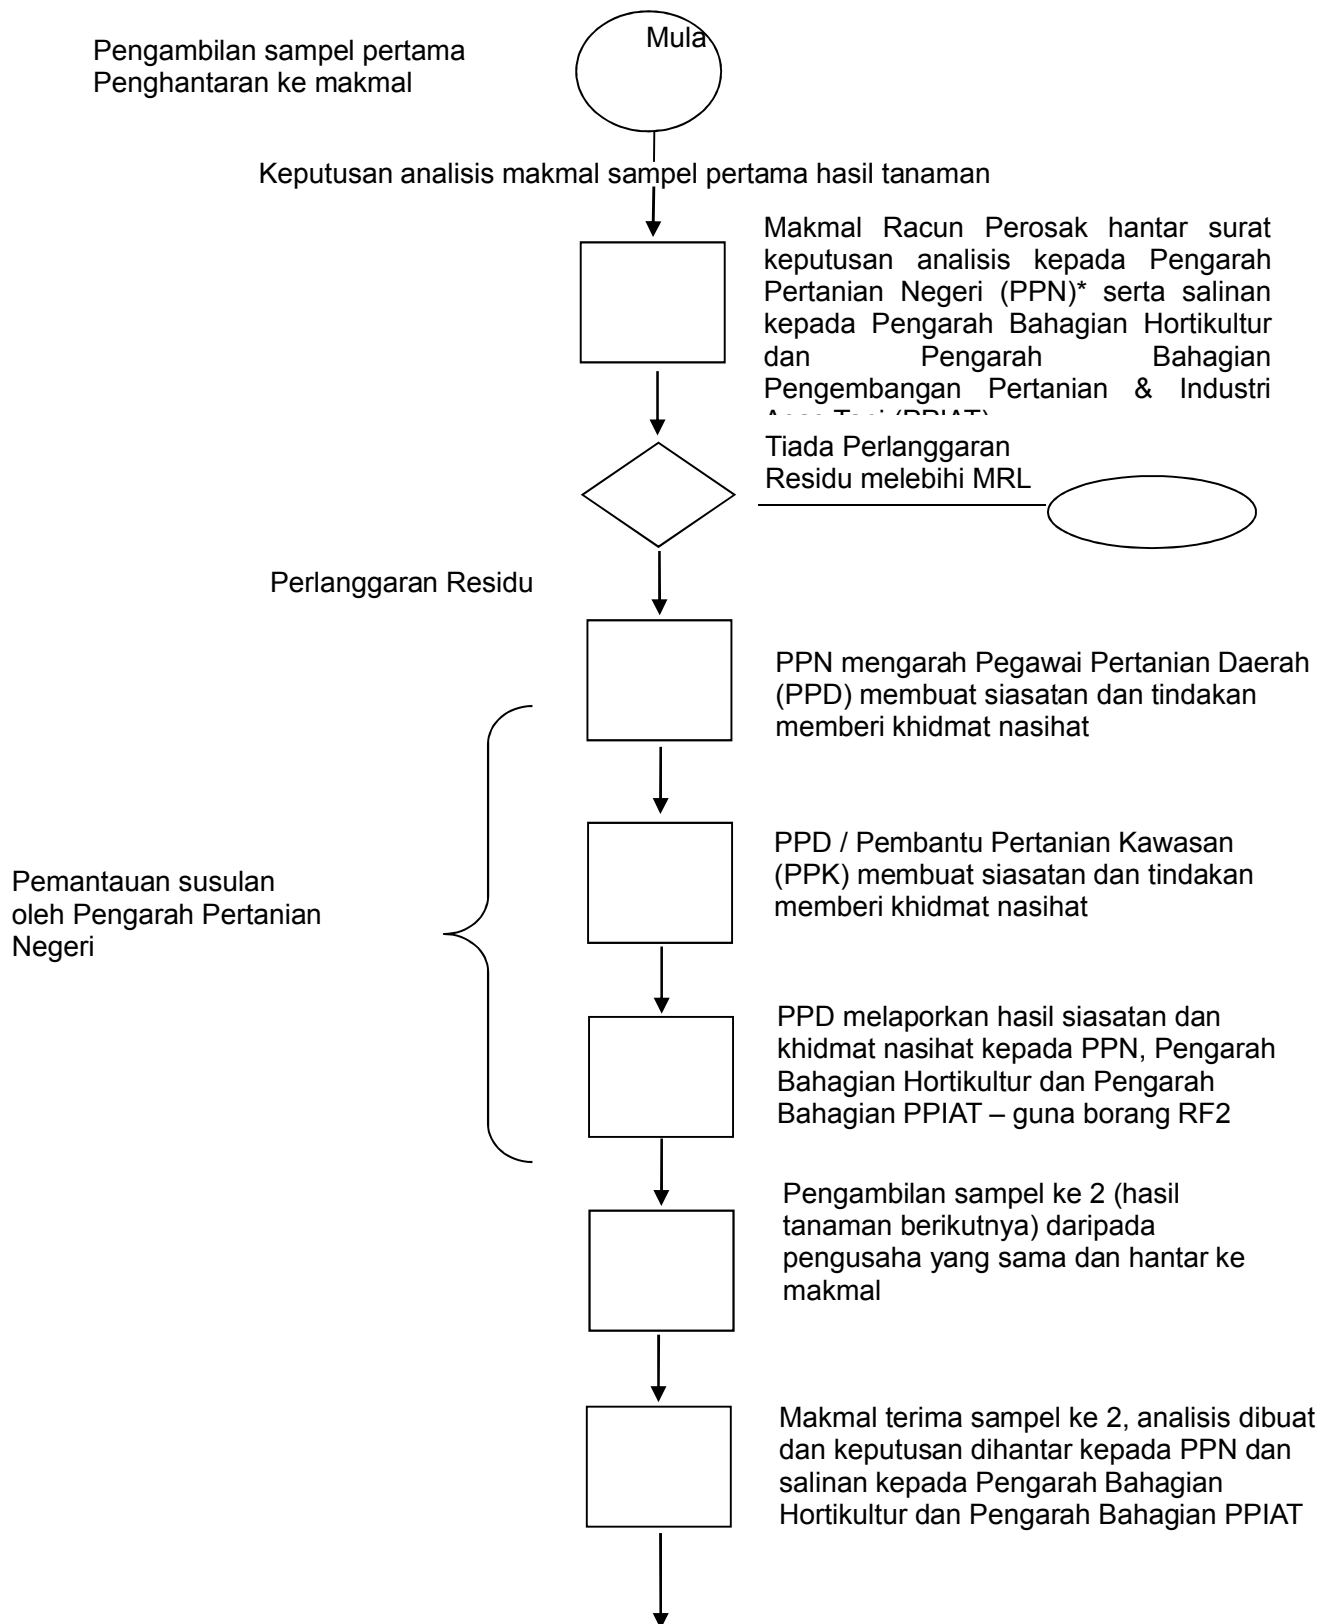 Mula
Pengambilan sampel pertama
Penghantaran ke makmal
Keputusan analisis makmal sampel pertama hasil tanaman
Makmal Racun Perosak hantar surat
keputusan analisis kepada Pengarah
Pertanian Negeri (PPN)* serta salinan
kepada Pengarah Bahagian Hortikultur
dan Pengarah Bahagian
Pengembangan Pertanian & Industri
Tiada Perlanggaran
Residu melebihi MRL
Perlanggaran Residu
PPN mengarah Pegawai Pertanian Daerah
(PPD) membuat siasatan dan tindakan
memberi khidmat nasihat
PPD / Pembantu Pertanian Kawasan
(PPK) membuat siasatan dan tindakan
memberi khidmat nasihat
Pemantauan susulan
oleh Pengarah Pertanian
Negeri
PPD melaporkan hasil siasatan dan
khidmat nasihat kepada PPN, Pengarah
Bahagian Hortikultur dan Pengarah
Bahagian PPIAT – guna borang RF2
Pengambilan sampel ke 2 (hasil
tanaman berikutnya) daripada
pengusaha yang sama dan hantar ke
makmal
Makmal terima sampel ke 2, analisis dibuat
dan keputusan dihantar kepada PPN dan
salinan kepada Pengarah Bahagian
Hortikultur dan Pengarah Bahagian PPIAT